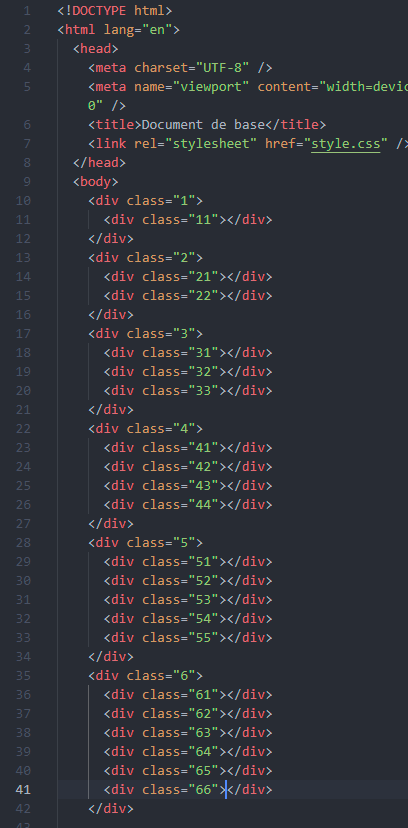 1 <!DOCTYPE html>
2 <html lang="en">
3 <head>
4 <meta charset="UTF-8" />
5 <meta name="viewport" content="width=devic
0" />
6 <title>Document de base</title>
7 <link rel="stylesheet" href="style.css" />
8 </head>
9 <body>
10 <div class="1">
11 <div class="11"></div>
12 </div>
13 <div class="2">
14 <div class="21"></div>
15 <div class="22"></div>
16 </div>
17 <div class="3">
18 <div class="31"></div>
19 <div class="32"></div>
20 <div class="33"></div>
21 </div>
22 <div class="4">
23 <div class="41"></div>
24 <div class="42"></div>
25 <div class="43"></div>
26 <div class="44"></div>
27 </div>
28 <div class="5">
29 <div class="51"></div>
30 <div class="52"></div>
31 <div class="53"></div>
32 <div class="54"></div>
33 <div class="55"></div>
34 </div>
35 <div class="6">
36 <div class="61"></div>
37 <div class="62"></div>
38 <div class="63"></div>
39 <div class="64"></div>
40 <div class="65"></div>
41 <div class="66"></div>
42 </div>